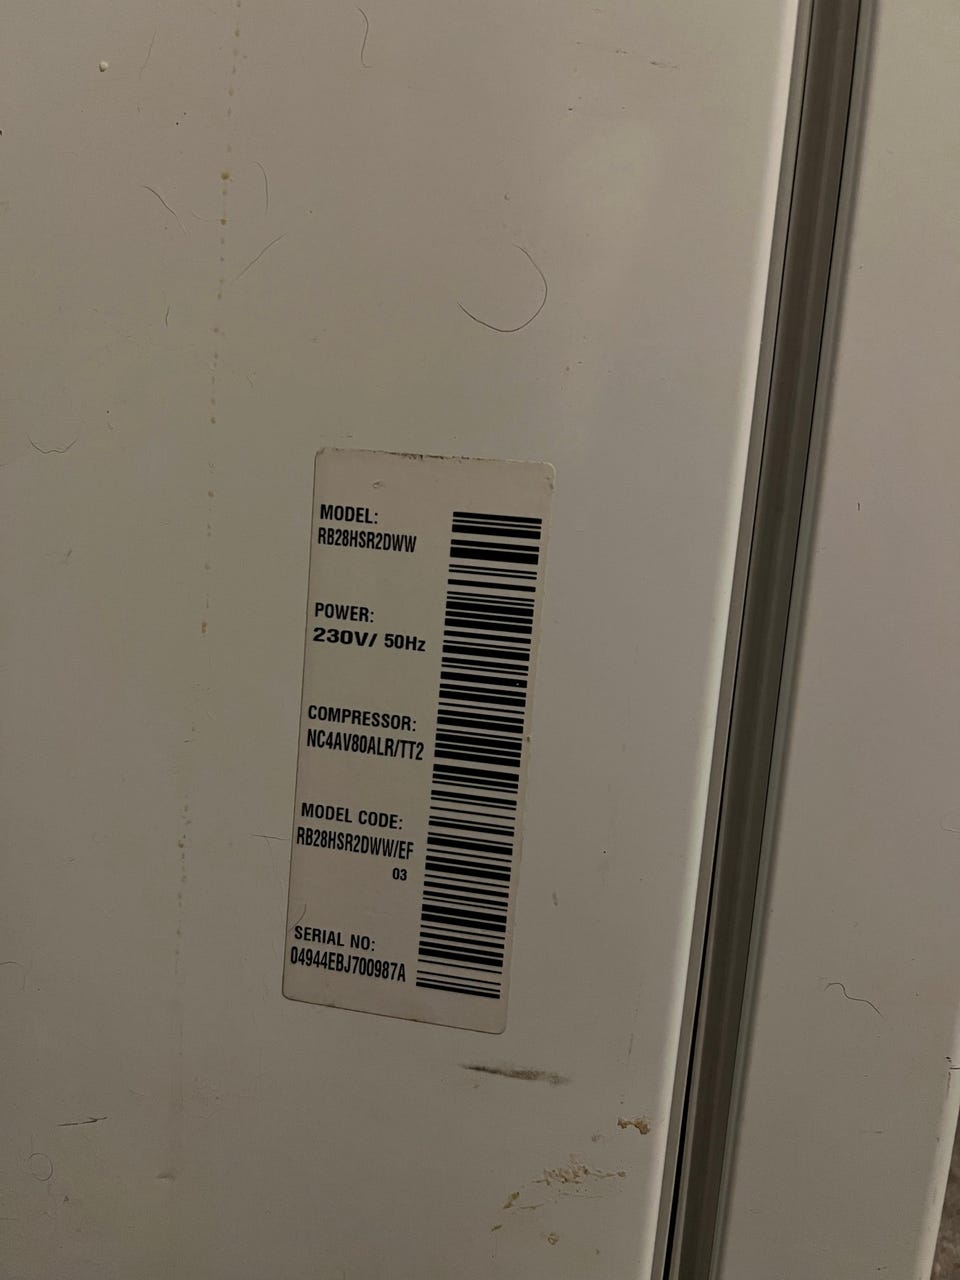 MODEL:
RB28HSR2DWW
POWER:
230V/ 50Hz
COMPRESSOR:
NC4AV80ALR/TT2
MODEL CODE:
RB28HSR2DWW/EF
03
SERIAL NO:
04944EBJ700987A